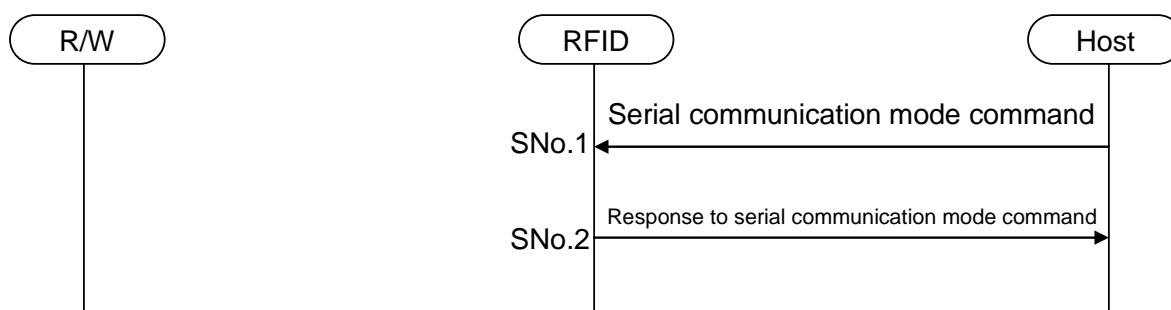 R/W
RFID
Host
Serial communication mode command
SNo.1
Response to serial communication mode command
SNo.2